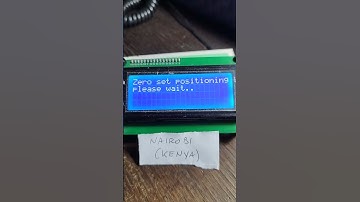 Zero set positioning
Please wait..
NAIROBI
(KENYA)